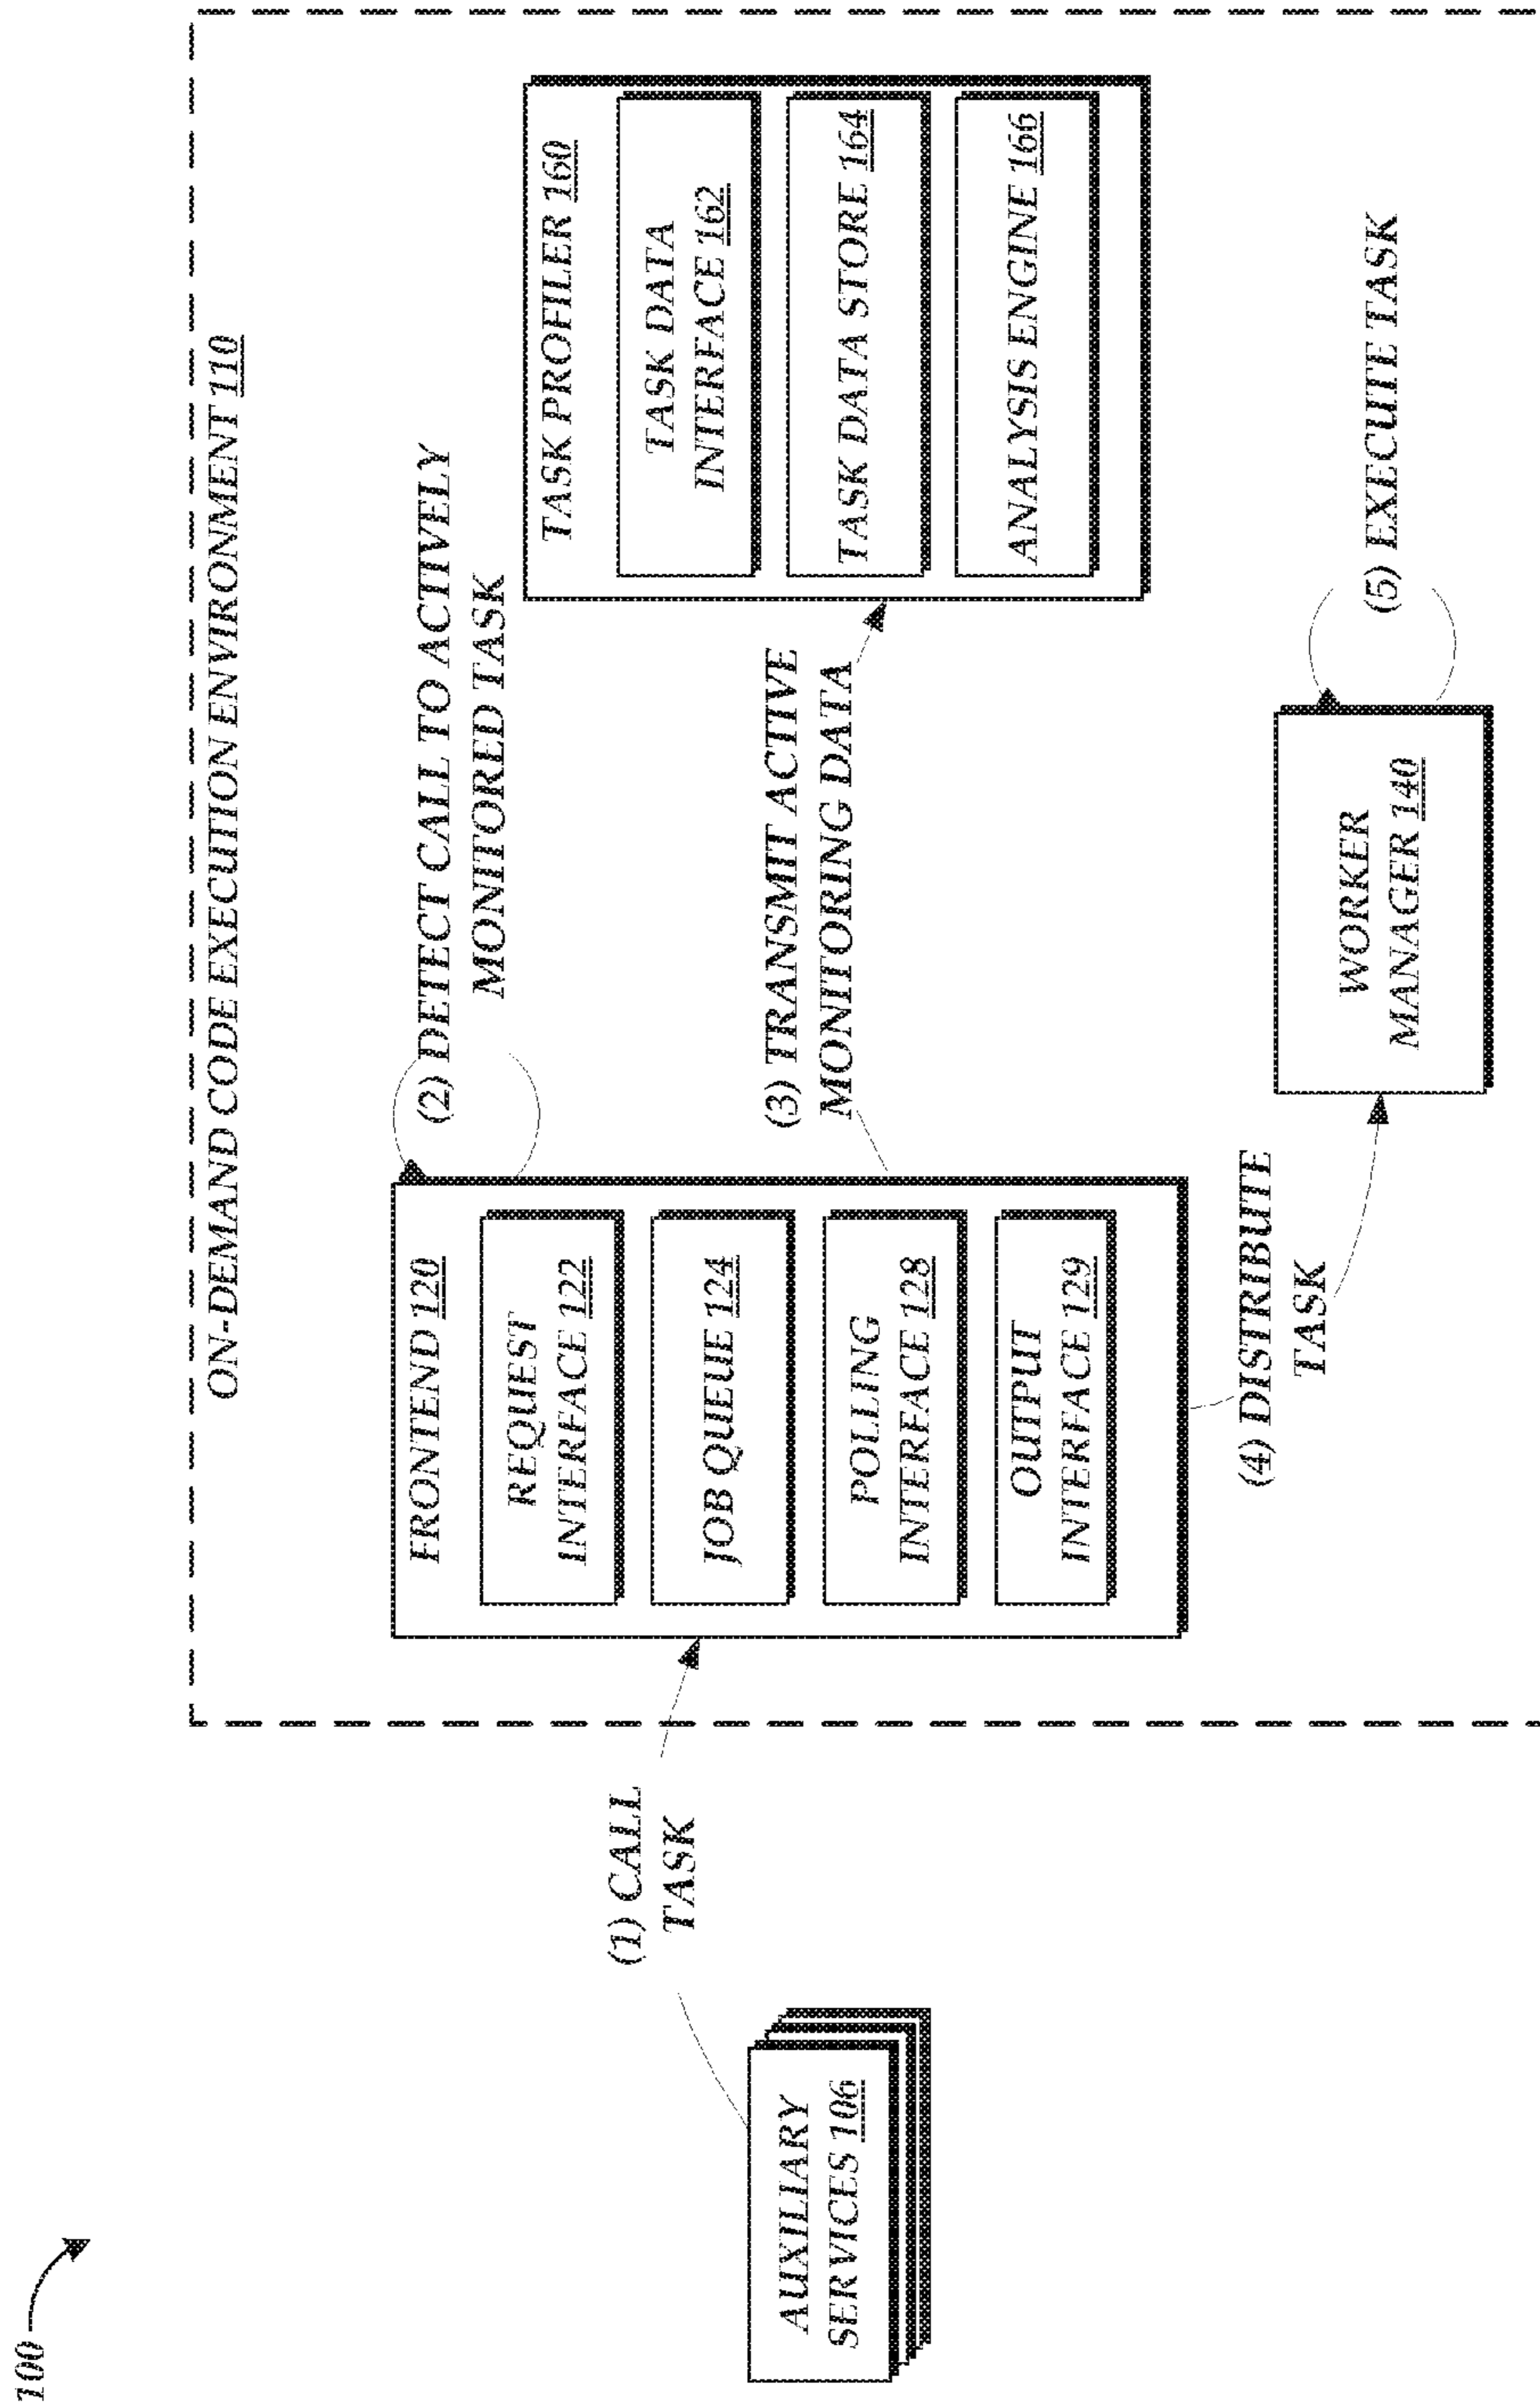 100
ON-DEMAND CODE EXECUTION ENVIRONMENT 110
AUXILIARY
SERVICES 106
(1) CALL
TASK
FRONTEND 120
REQUEST
INTERFACE 122
JOB QUEUE 124
POLLING
INTERFACE 128
OUTPUT
INTERFACE 129
(2) DETECT CALL TO ACTIVELY
MONITORED TASK
(3) TRANSMIT ACTIVE
MONITORING DATA
TASK PROFILER 160
TASK DATA
INTERFACE 162
TASK DATA STORE 164
ANALYSIS ENGINE 166
(4) DISTRIBUTE
TASK
WORKER
MANAGER 140
(5) EXECUTE TASK